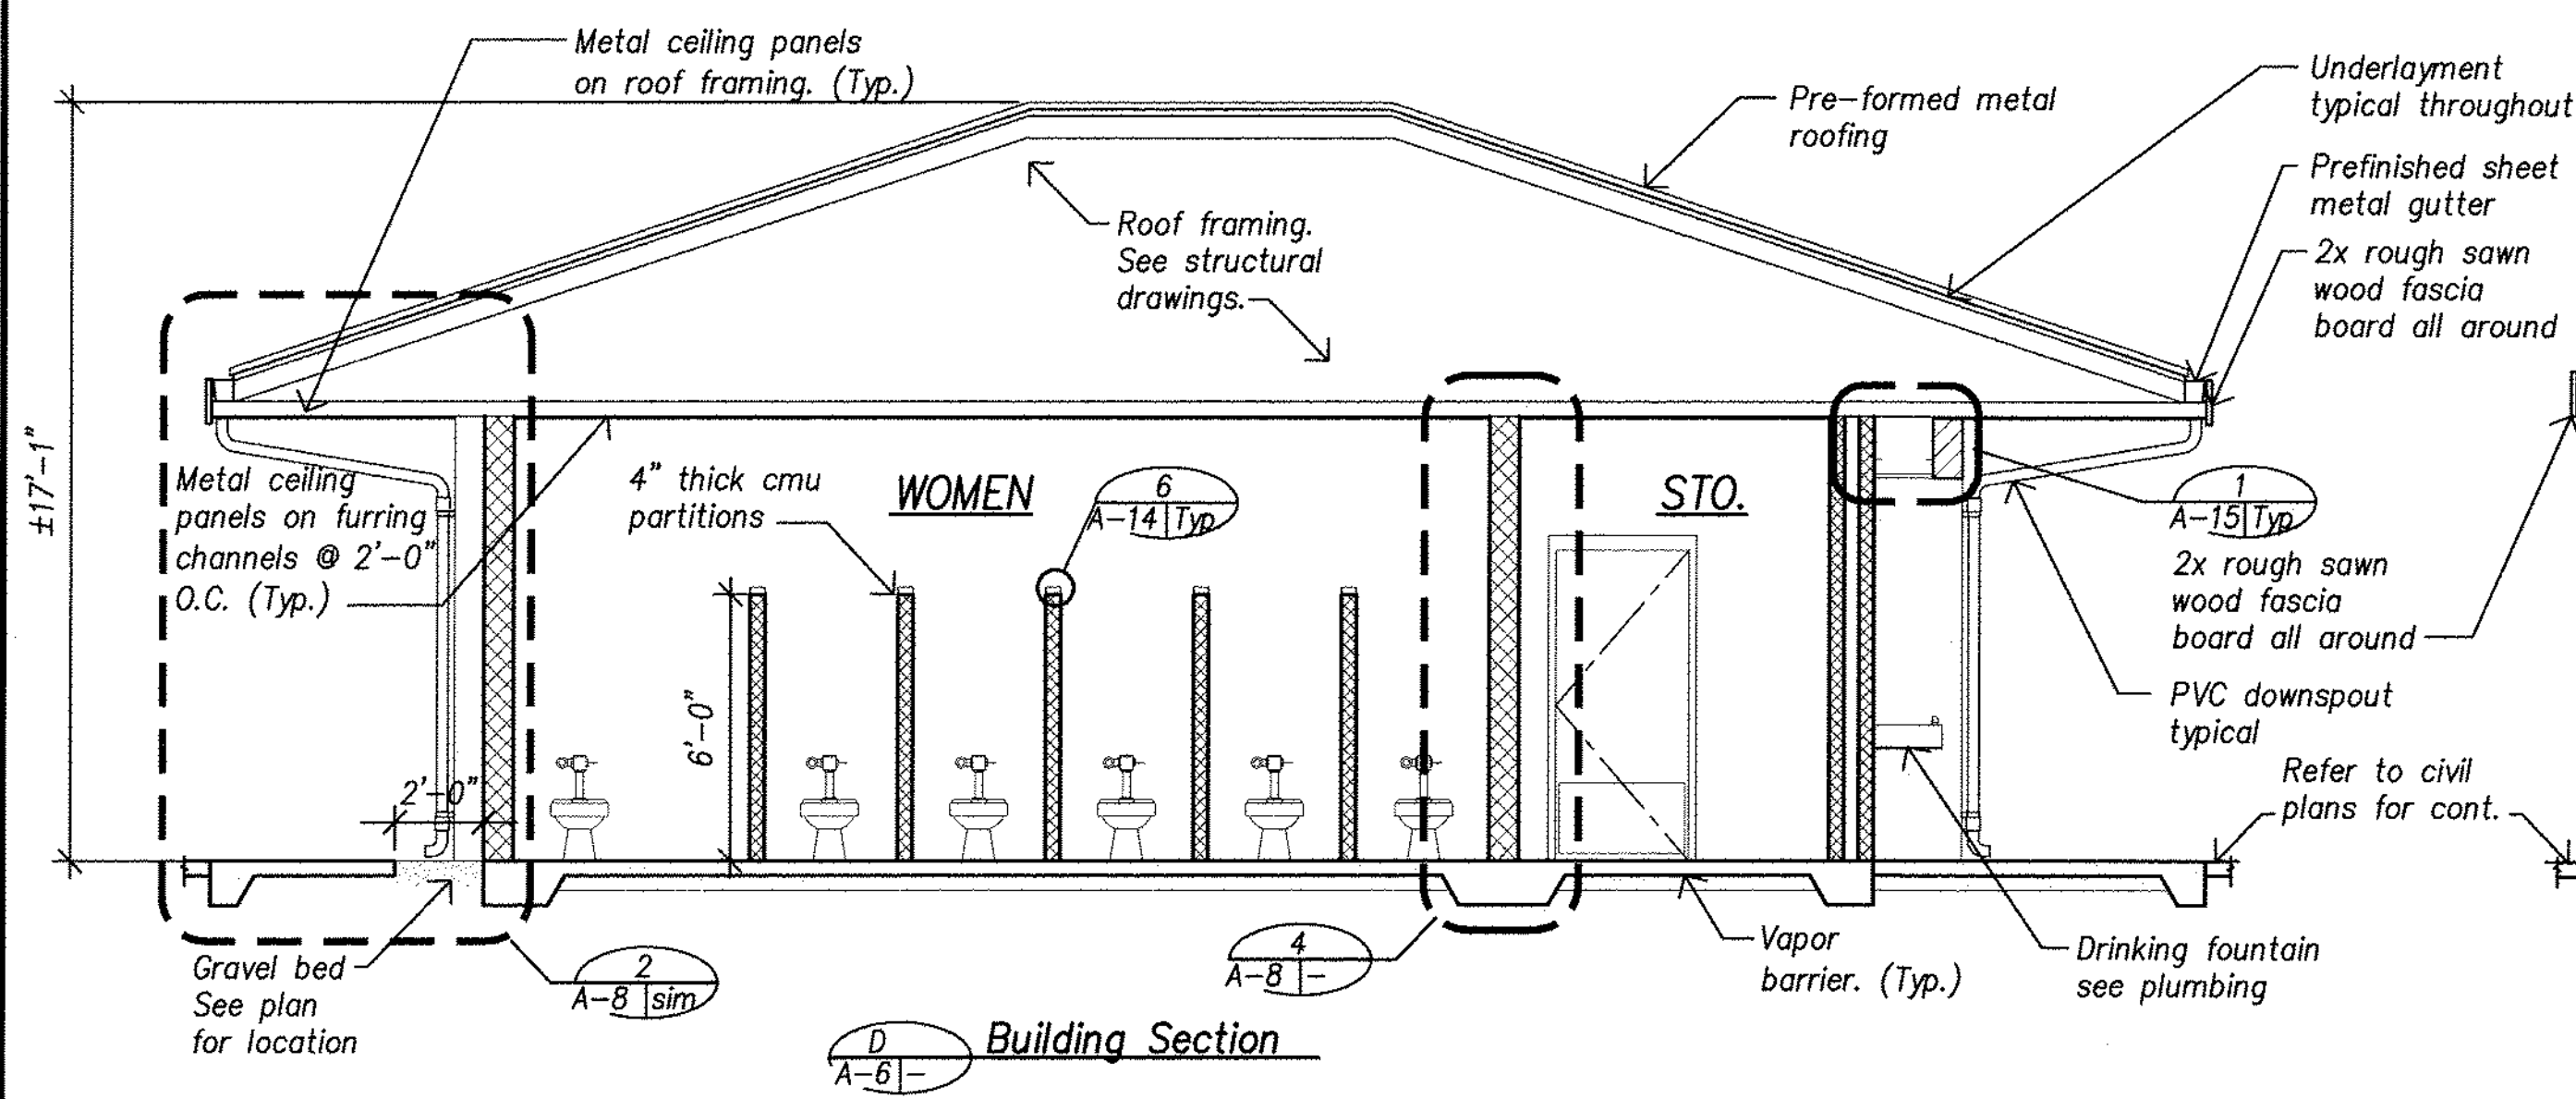 Metal ceiling panels
on roof framing. (Typ.)
Pre-formed metal
roofing
Underlayment
typical throughout
Prefinished sheet
metal gutter
2x rough sawn
wood fascia
board all around
Roof framing.
See structural
drawings.
±17'-1"
Metal ceiling
panels on furring
channels @ 2'-0"
O.C. (Typ.)
4" thick cmu
partitions
WOMEN
6
A-14 Typ
STO.
1
A-15 Typ
2x rough sawn
wood fascia
board all around
PVC downspout
typical
6'-0"
2'-0"
Refer to civil
plans for cont.
Gravel bed
See plan
for location
2
A-8 sim
4
A-8 -
Vapor
barrier. (Typ.)
Drinking fountain
see plumbing
D
A-6 -
Building Section